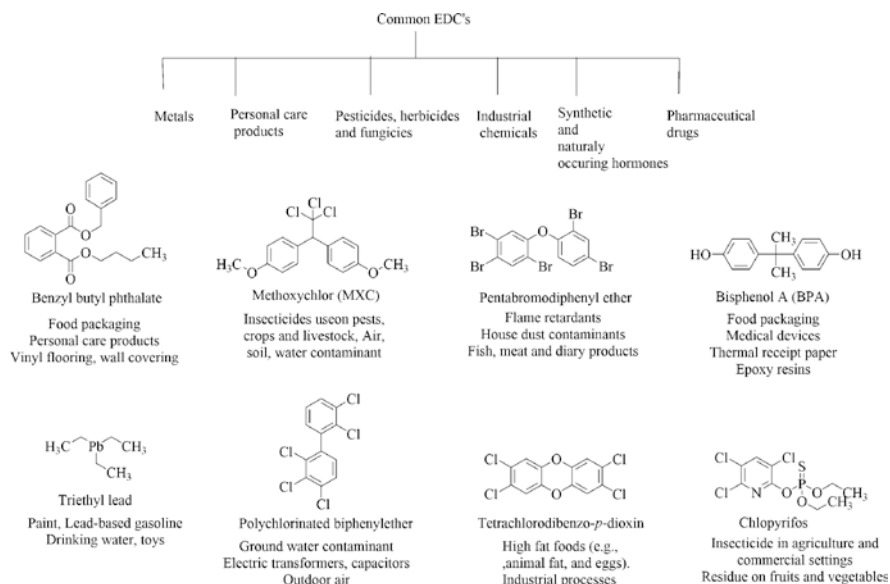 Common EDC's
Metals
Personal care
products
Pesticides, herbicides
and fungicies
Industrial
chemicals
Synthetic
and
naturaly
occuring hormones
Pharmaceutical
drugs
O
O
O
O
CH3
Benzyl butyl phthalate
Food packaging
Personal care products
Vinyl flooring, wall covering
Cl
Cl
Cl
H3C
O
O
CH3
Methoxychlor (MXC)
Insecticides useon pests,
crops and livestock, Air,
soil, water contaminant
Br
O
Br
Br
Br
Br
Pentabromodiphenyl ether
Flame retardants
House dust contaminants
Fish, meat and diary products
CH3
HO
OH
CH3
Bisphenol A (BPA)
Food packaging
Medical devices
Thermal receipt paper
Epoxy resins
H3C
Pb
CH3
CH3
Triethyl lead
Paint, Lead-based gasoline
Drinking water, toys
Cl
Cl
Cl
Cl
Cl
Polychlorinated biphenylether
Ground water contaminant
Electric transformers, capacitors
Outdoor air
Cl
O
Cl
Cl
O
Cl
Tetrachlorodibenzo-p-dioxin
High fat foods (e.g.,
,animal fat, and eggs).
Industrial processes
Cl
Cl
S
Cl
N
O
P
O
CH3
O
CH3
Chlopyrifos
Insecticide in agriculture and
commercial settings
Residue on fruits and vegetables